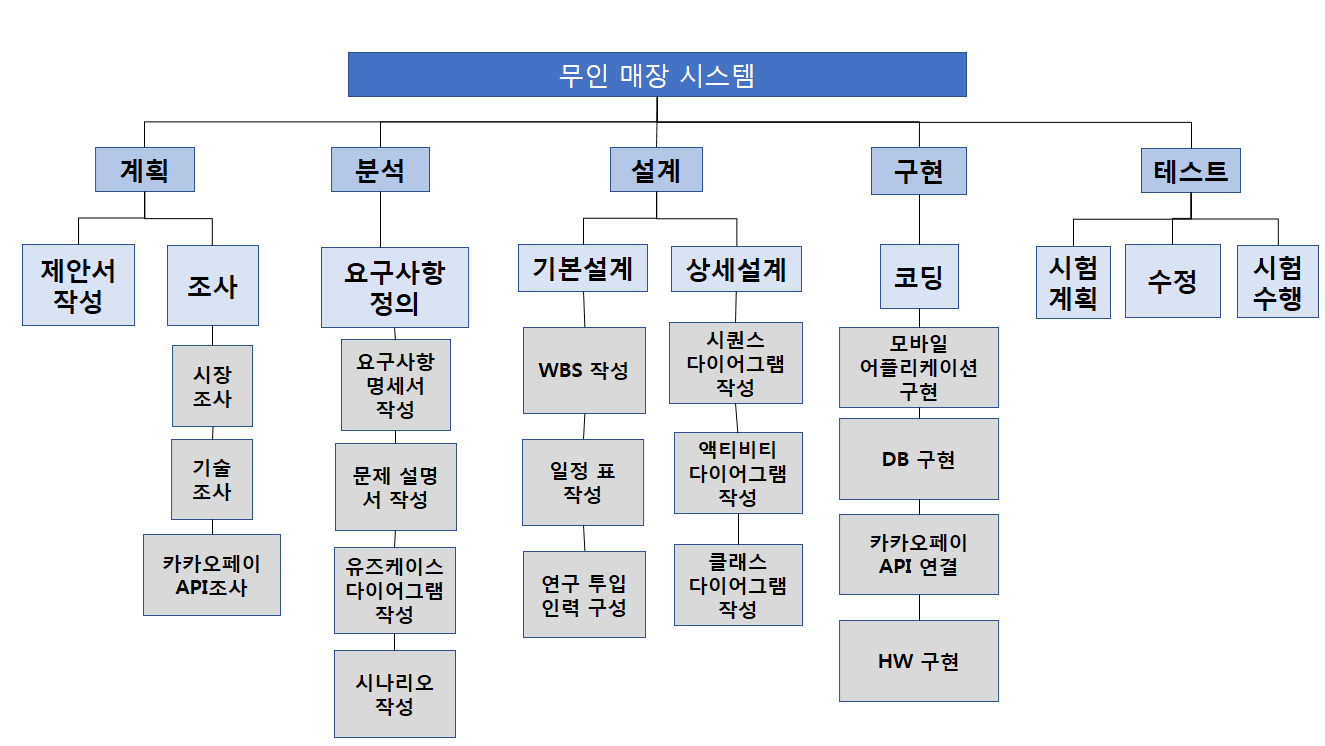 무인 매장 시스템
계획
분석
설계
구현
테스트
제안서
작성
조사
요구사항
정의
기본설계
상세설계
코딩
시험
계획
수정
시험
수행
시장
조사
기술
조사
카카오페이
API조사
요구사항
명세서
작성
문제 설명
서 작성
유즈케이스
다이어그램
작성
시나리오
작성
WBS 작성
일정 표
작성
연구 투입
인력 구성
시퀀스
다이어그램
작성
액티비티
다이어그램
작성
클래스
다이어그램
작성
모바일
어플리케이션
구현
DB 구현
카카오페이
API 연결
HW 구현